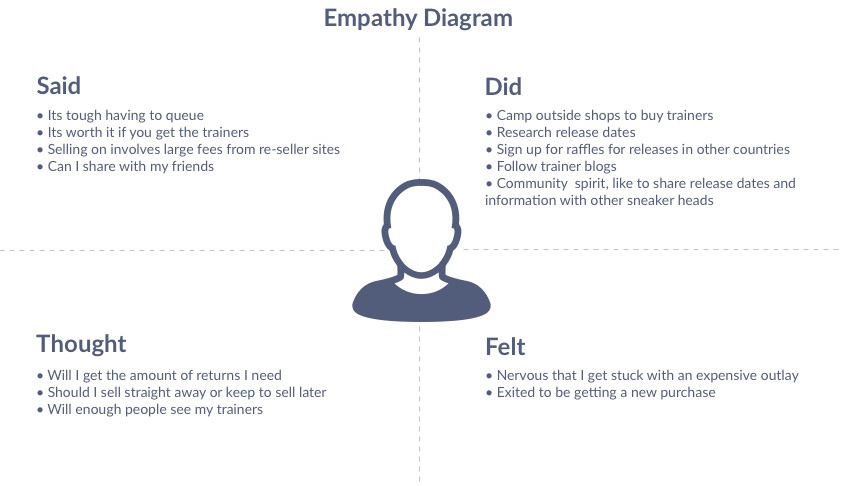 Empathy Diagram
Said
• Its tough having to queue
• Its worth it if you get the trainers
• Selling on involves large fees from re-seller sites
• Can I share with my friends
Did
• Camp outside shops to buy trainers
• Research release dates
• Sign up for raffles for releases in other countries
• Follow trainer blogs
• Community  spirit, like to share release dates and
information with other sneaker heads
Thought
• Will I get the amount of returns I need
• Should I sell straight away or keep to sell later
• Will enough people see my trainers
Felt
• Nervous that I get stuck with an expensive outlay
• Exited to be getting a new purchase